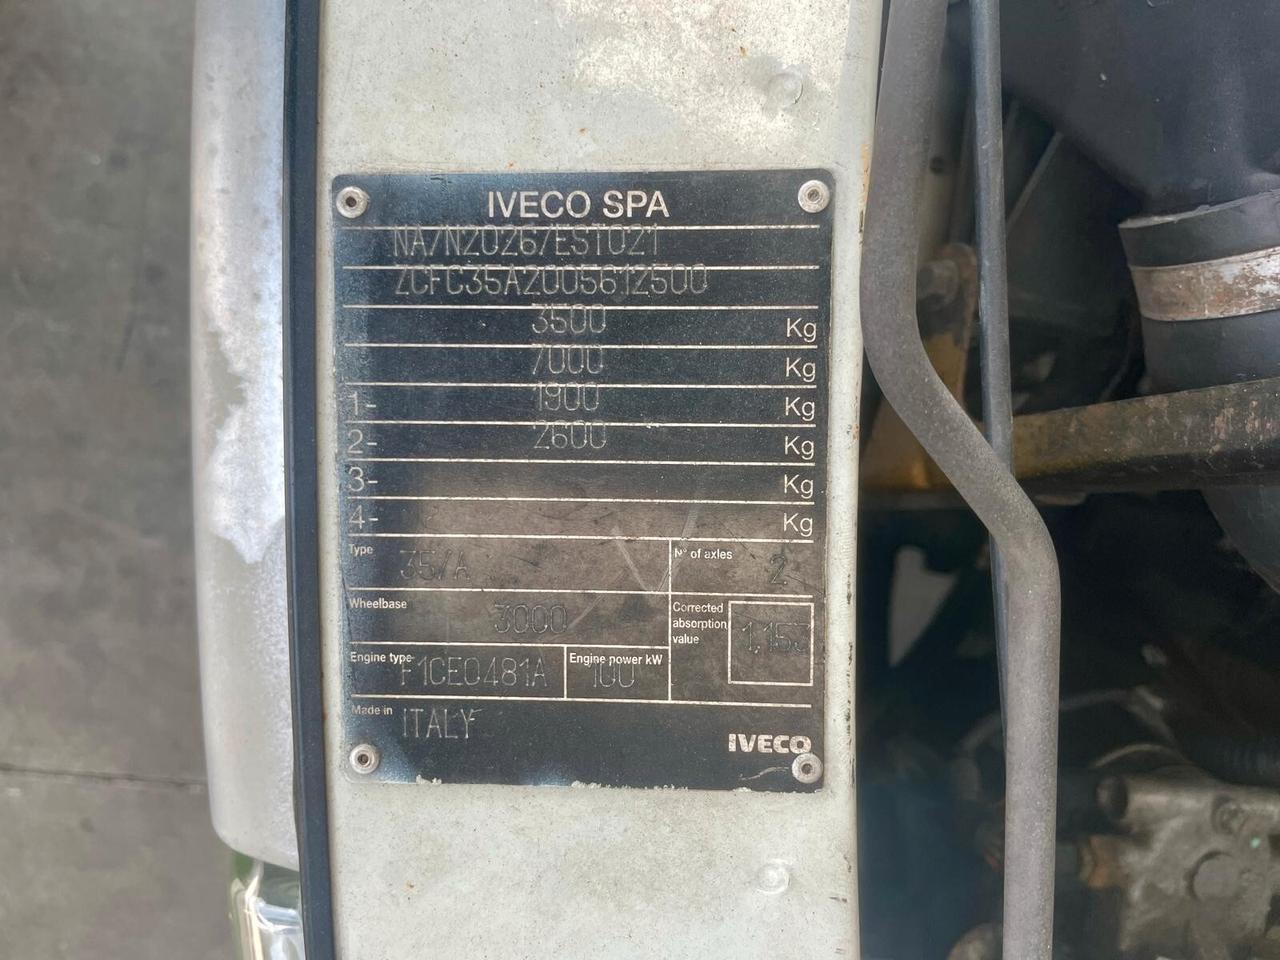 IVECO SPA
NA/N2026/EST021
ZCFC35A2005612500
3500 Kg
7000 Kg
1- 1900 Kg
2- 2600 Kg
3- Kg
4- Kg
Type 35/A N° of axles 2
Wheelbase 3000 Corrected absorption value 1,153
Engine type F1CE0481A Engine power kW 100
Made in ITALY
IVECO